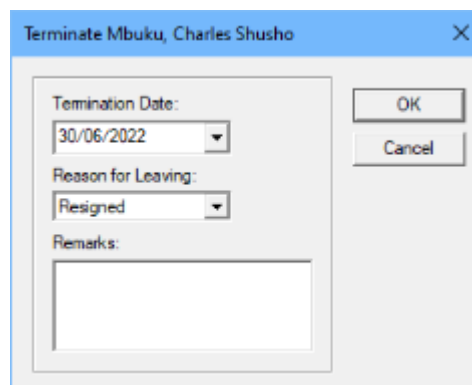 Terminate Mbuku, Charles Shusho
Termination Date:
30/06/2022
Reason for Leaving:
Resigned
Remarks:
OK
Cancel